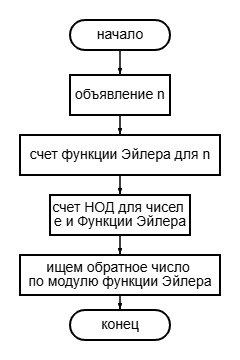 начало
объявление n
счет функции Эйлера для n
счет НОД для чисел
е и Функции Эйлера
ищем обратное число
по модулю функции Эйлера
конец